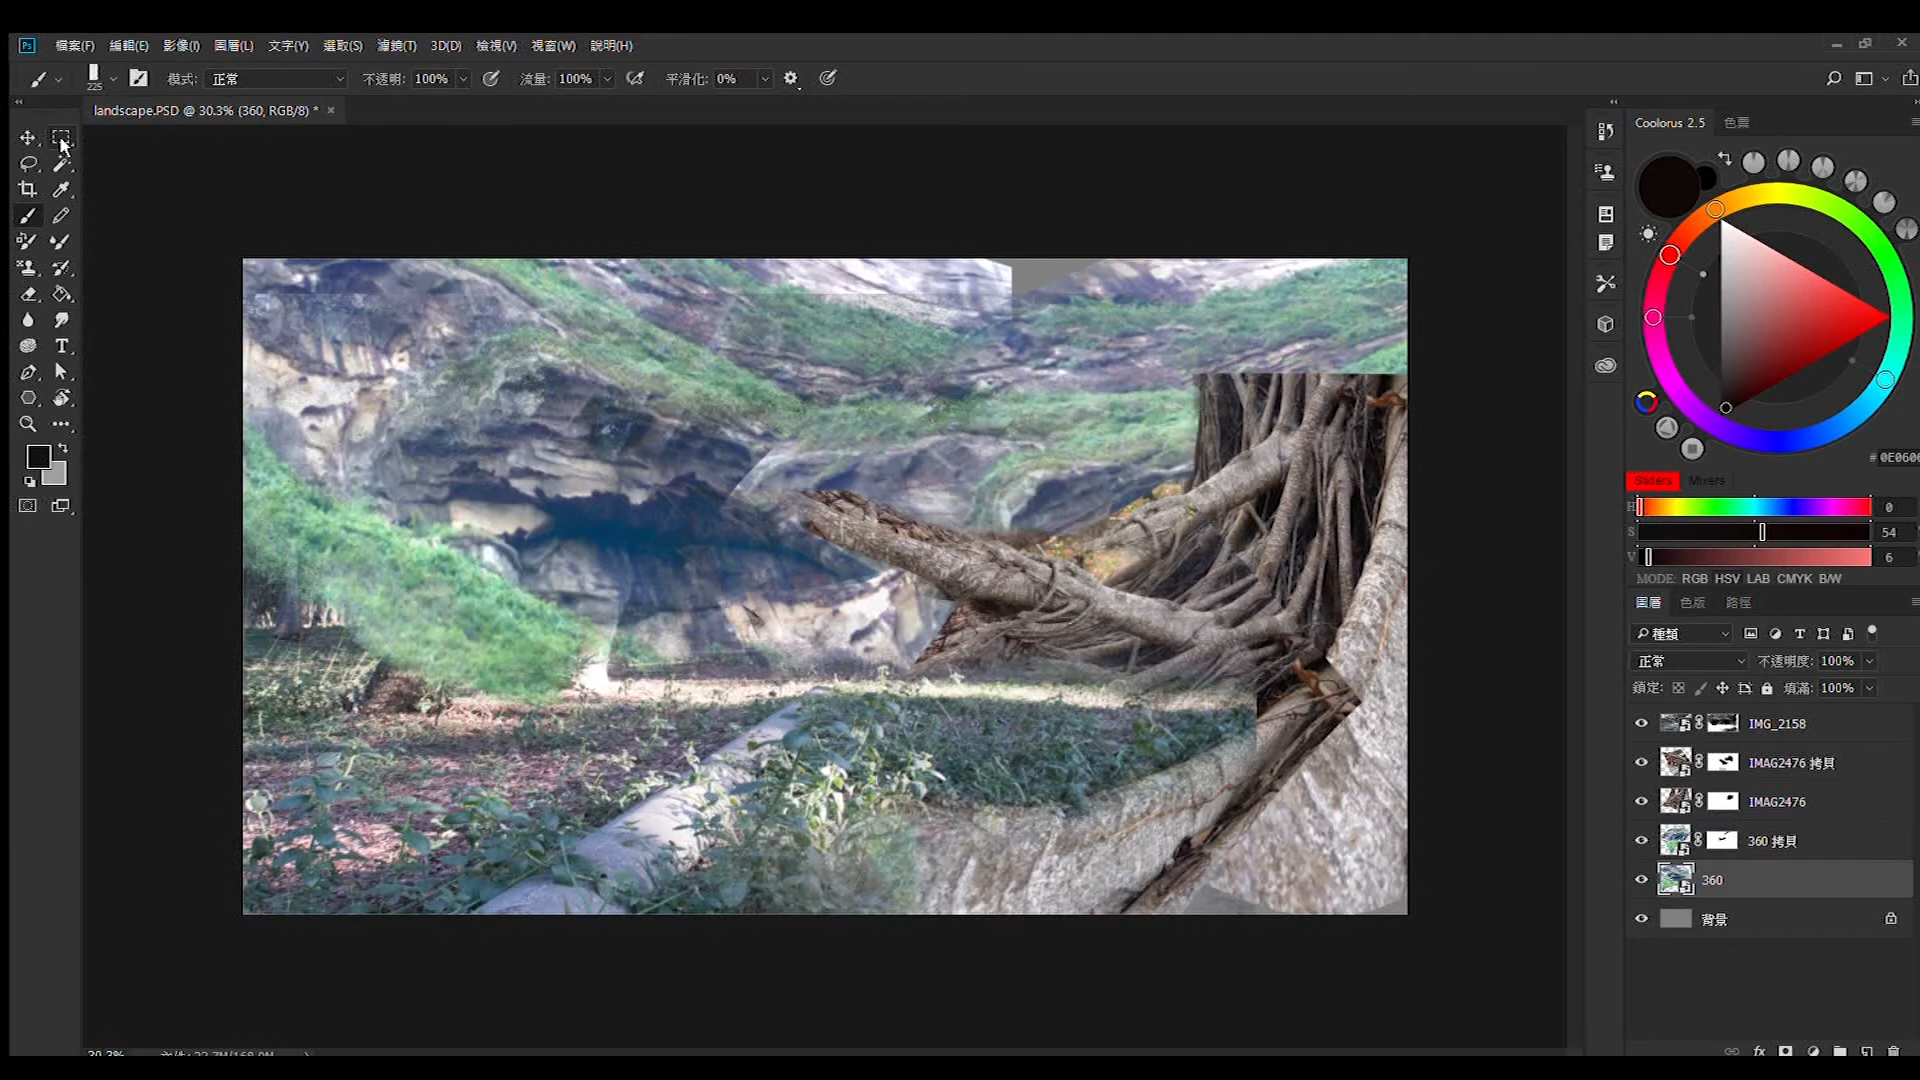 Ps 檔案(F) 編輯(E) 影像(I) 圖層(L) 文字(Y) 選取(S) 濾鏡(T) 3D(D) 檢視(V) 視窗(W) 說明(H)
225 模式: 正常 不透明: 100% 流量: 100% 平滑化: 0%
landscape.PSD @ 30.3% (360, RGB/8) * ×
Coolorus 2.5 色票
# 0E060
Sliders Mixers
H 0
S 54
V 6
MODE: RGB HSV LAB CMYK B/W
圖層 色版 路徑
種類
正常 不透明度: 100%
鎖定: 填滿: 100%
IMG_2158
IMAG2476 拷貝
IMAG2476
360 拷貝
360
背景
fx